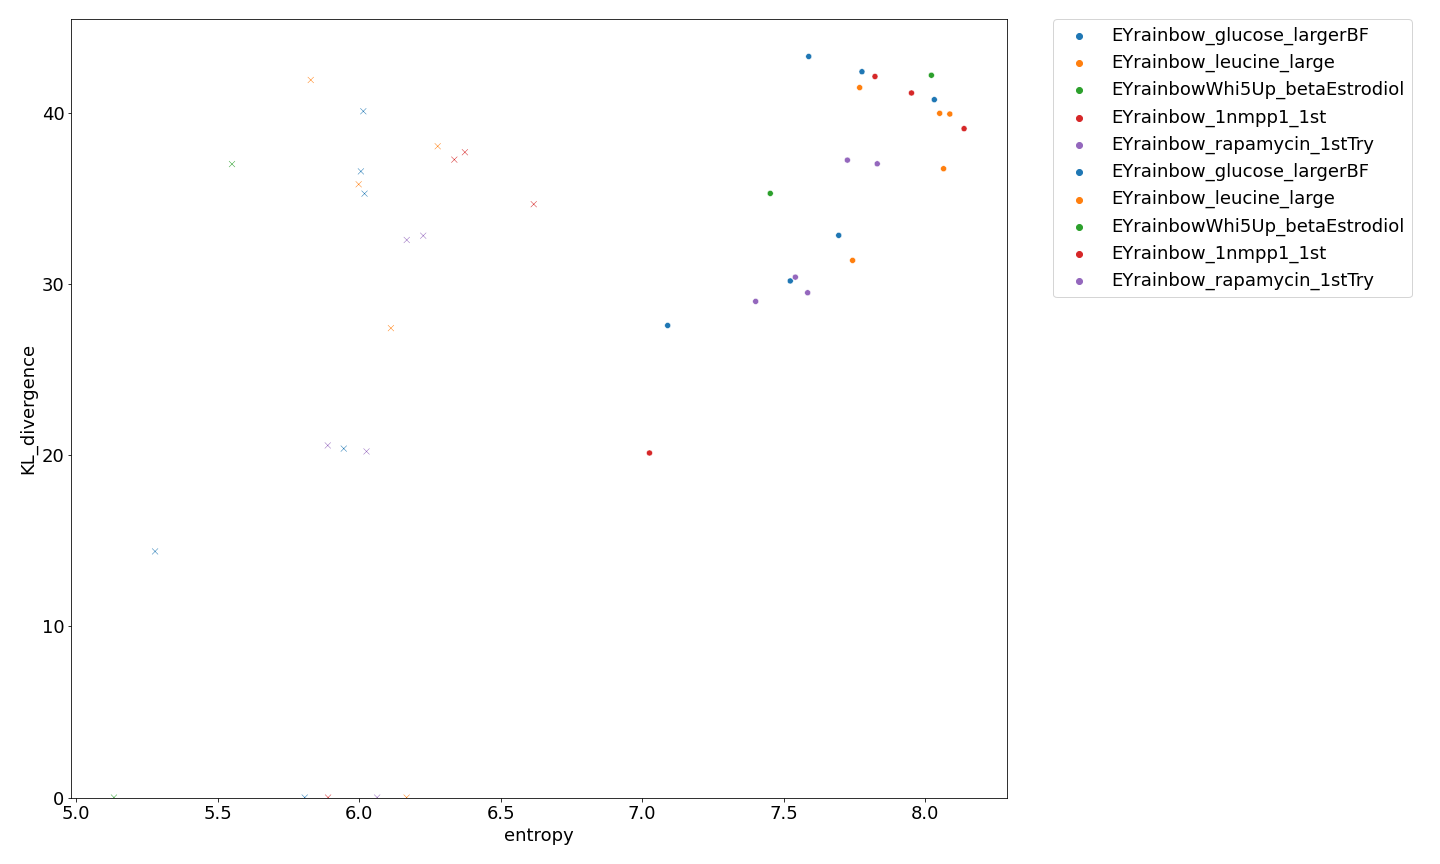 EYrainbow_glucose_largerBF
EYrainbow_leucine_large
EYrainbowWhi5Up_betaEstrodiol
EYrainbow_1nmpp1_1st
EYrainbow_rapamycin_1stTry
EYrainbow_glucose_largerBF
EYrainbow_leucine_large
EYrainbowWhi5Up_betaEstrodiol
EYrainbow_1nmpp1_1st
EYrainbow_rapamycin_1stTry
KL_divergence
40
30
20
10
0
5.0 5.5 6.0 6.5 7.0 7.5 8.0
entropy